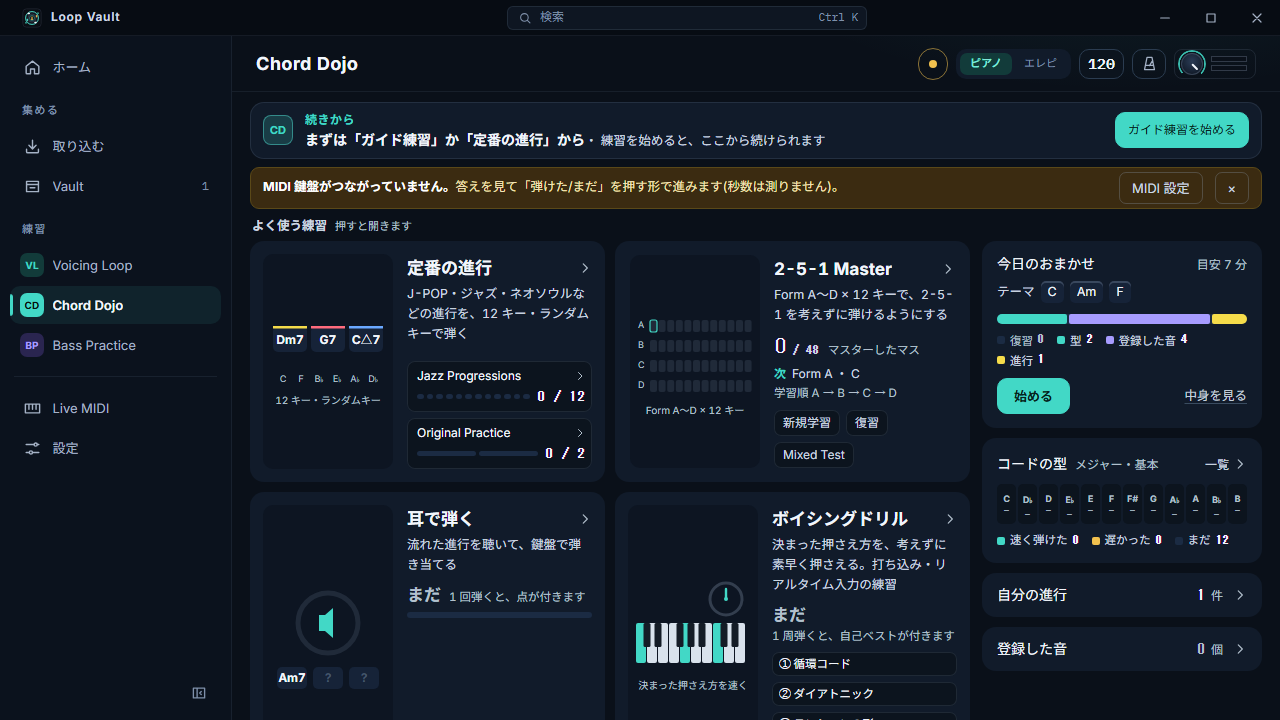 Loop Vault
検索
Ctrl K
ホーム
集める
取り込む
Vault
1
練習
VL Voicing Loop
CD Chord Dojo
BP Bass Practice
Live MIDI
設定
Chord Dojo
ピアノ
エレピ
120
CD
続きから
まずは「ガイド練習」か「定番の進行」から · 練習を始めると、ここから続けられます
ガイド練習を始める
MIDI 鍵盤がつながっていません。答えを見て「弾けた/まだ」を押す形で進みます(秒数は測りません)。
MIDI 設定
×
よく使う練習 押すと開きます
Dm7 G7 C△7
C F B♭ E♭ A♭ D♭
12 キー・ランダムキー
定番の進行
J-POP・ジャズ・ネオソウルな
どの進行を、12 キー・ランダム
キーで弾く
Jazz Progressions
0 / 12
Original Practice
0 / 2
A
B
C
D
Form A〜D × 12 キー
2-5-1 Master
Form A〜D × 12 キーで、2-5-
1 を考えずに弾けるようにする
0 / 48 マスターしたマス
次 Form A ・ C
学習順 A → B → C → D
新規学習
復習
Mixed Test
Am7 ? ?
耳で弾く
流れた進行を聴いて、鍵盤で弾
き当てる
まだ 1 回弾くと、点が付きます
決まった押さえ方を速く
ボイシングドリル
決まった押さえ方を、考えずに
素早く押さえる。打ち込み・リ
アルタイム入力の練習
まだ
1 周弾くと、自己ベストが付きます
① 循環コード
② ダイアトニック
今日のおまかせ
目安 7 分
テーマ C Am F
復習 0 型 2 登録した音 4
進行 1
始める
中身を見る
コードの型 メジャー・基本
一覧
C D♭ D E♭ E F F# G A♭ A B♭ B
– – – – – – – – – – – –
速く弾けた 0 遅かった 0 まだ 12
自分の進行
1 件
登録した音
0 個